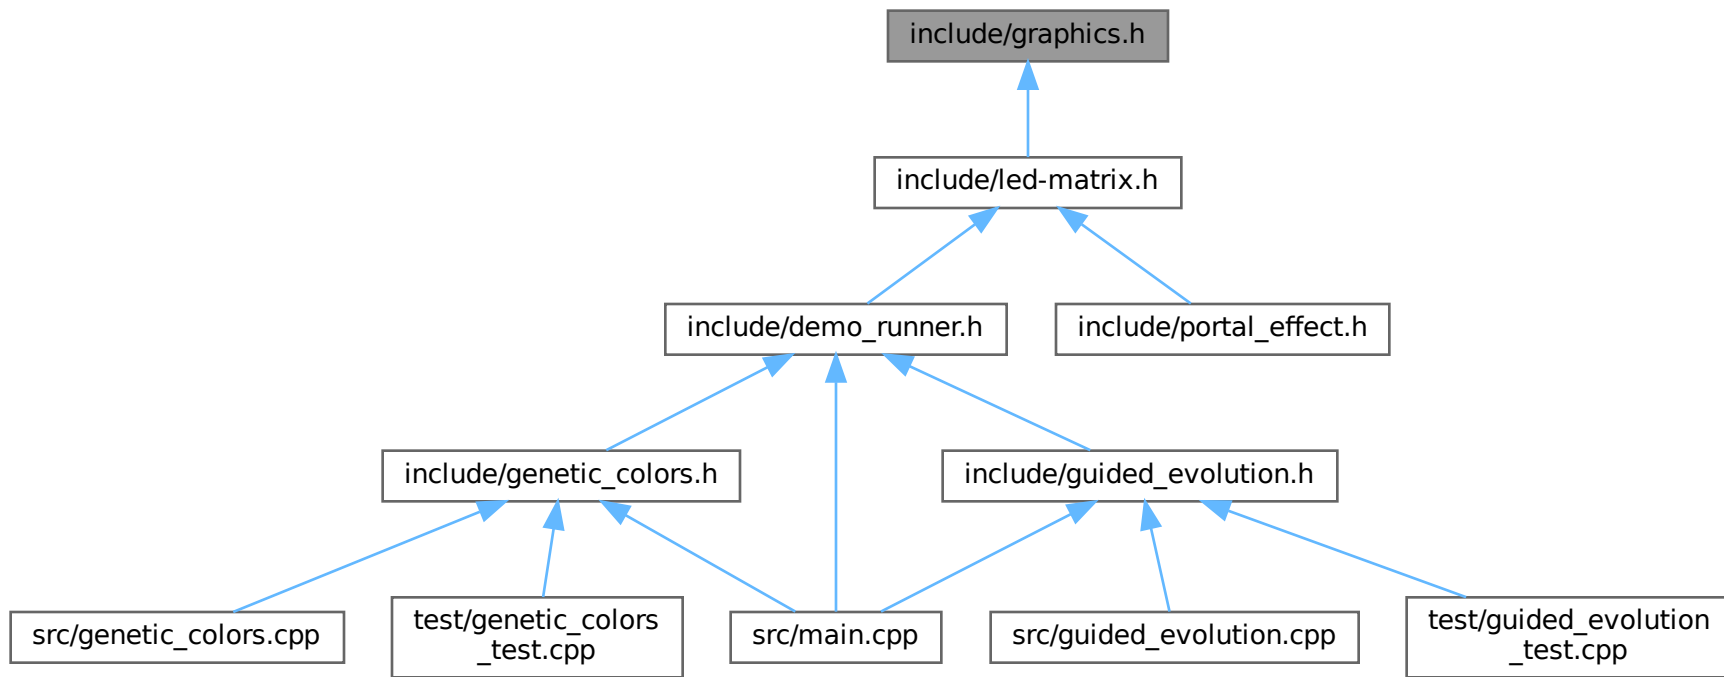 include/graphics.h
include/led-matrix.h
include/demo_runner.h
include/portal_effect.h
include/genetic_colors.h
include/guided_evolution.h
src/genetic_colors.cpp
test/genetic_colors
_test.cpp
src/main.cpp
src/guided_evolution.cpp
test/guided_evolution
_test.cpp